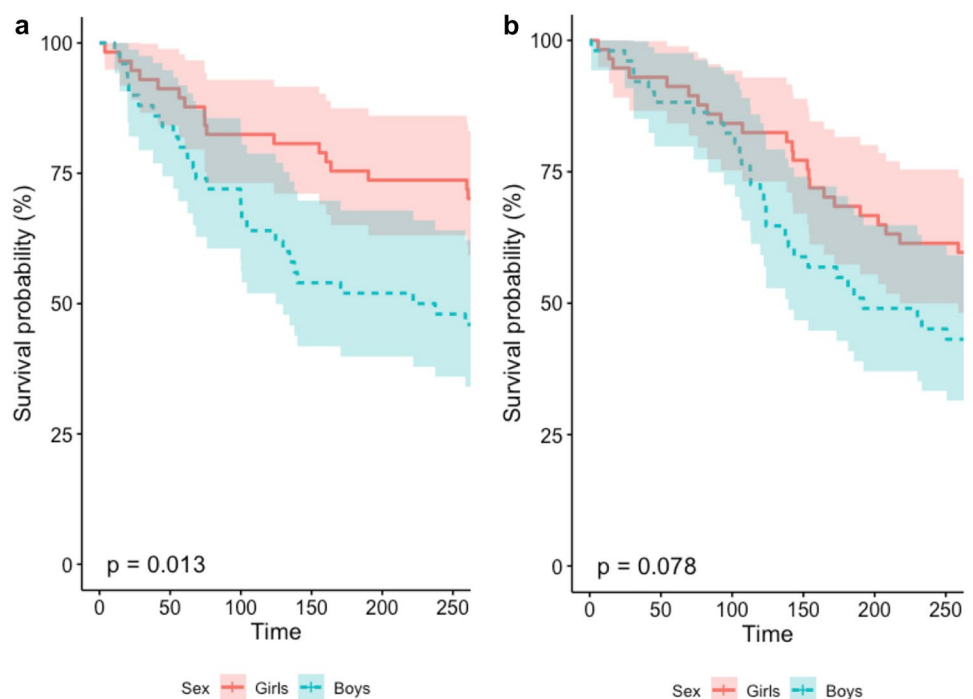 a
Survival probability (%)
100
75
50
25
0
p = 0.013
0 50 100 150 200 250
Time
Sex Girls Boys
b
Survival probability (%)
100
75
50
25
0
p = 0.078
0 50 100 150 200 250
Time
Sex Girls Boys